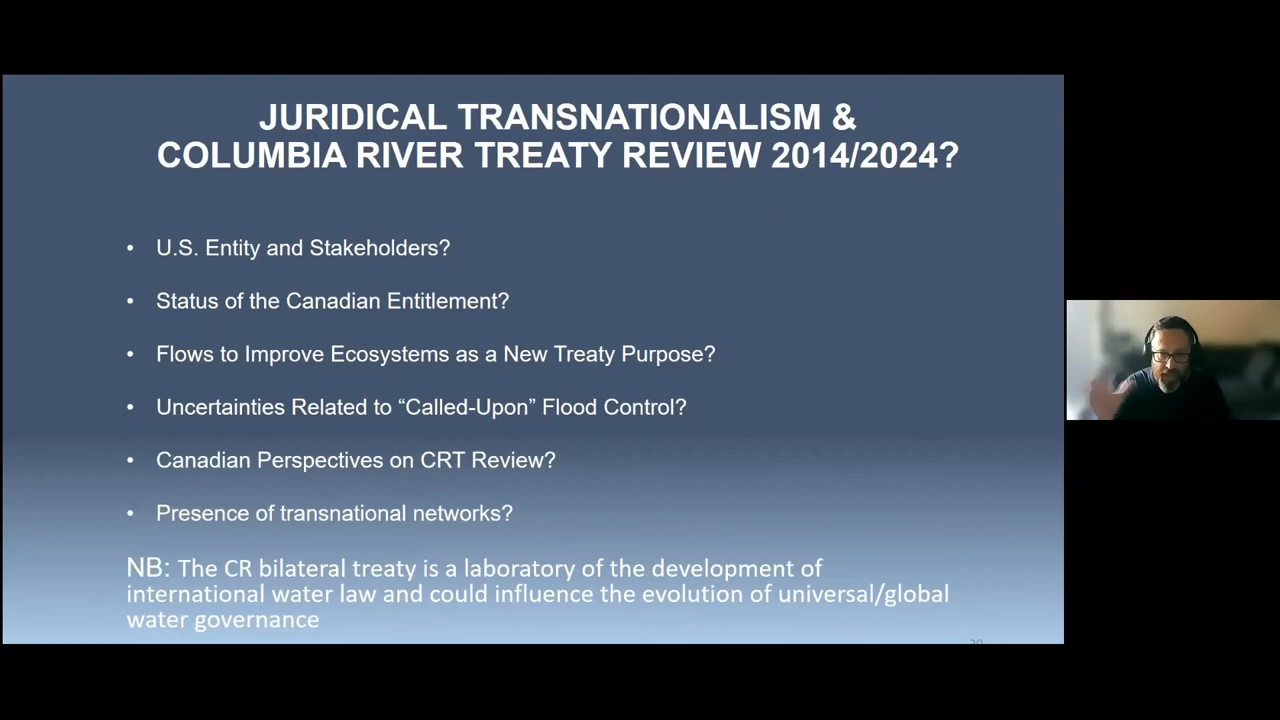 JURIDICAL TRANSNATIONALISM &
COLUMBIA RIVER TREATY REVIEW 2014/2024?
• U.S. Entity and Stakeholders?
• Status of the Canadian Entitlement?
• Flows to Improve Ecosystems as a New Treaty Purpose?
• Uncertainties Related to “Called-Upon” Flood Control?
• Canadian Perspectives on CRT Review?
• Presence of transnational networks?
NB: The CR bilateral treaty is a laboratory of the development of
international water law and could influence the evolution of universal/global
water governance